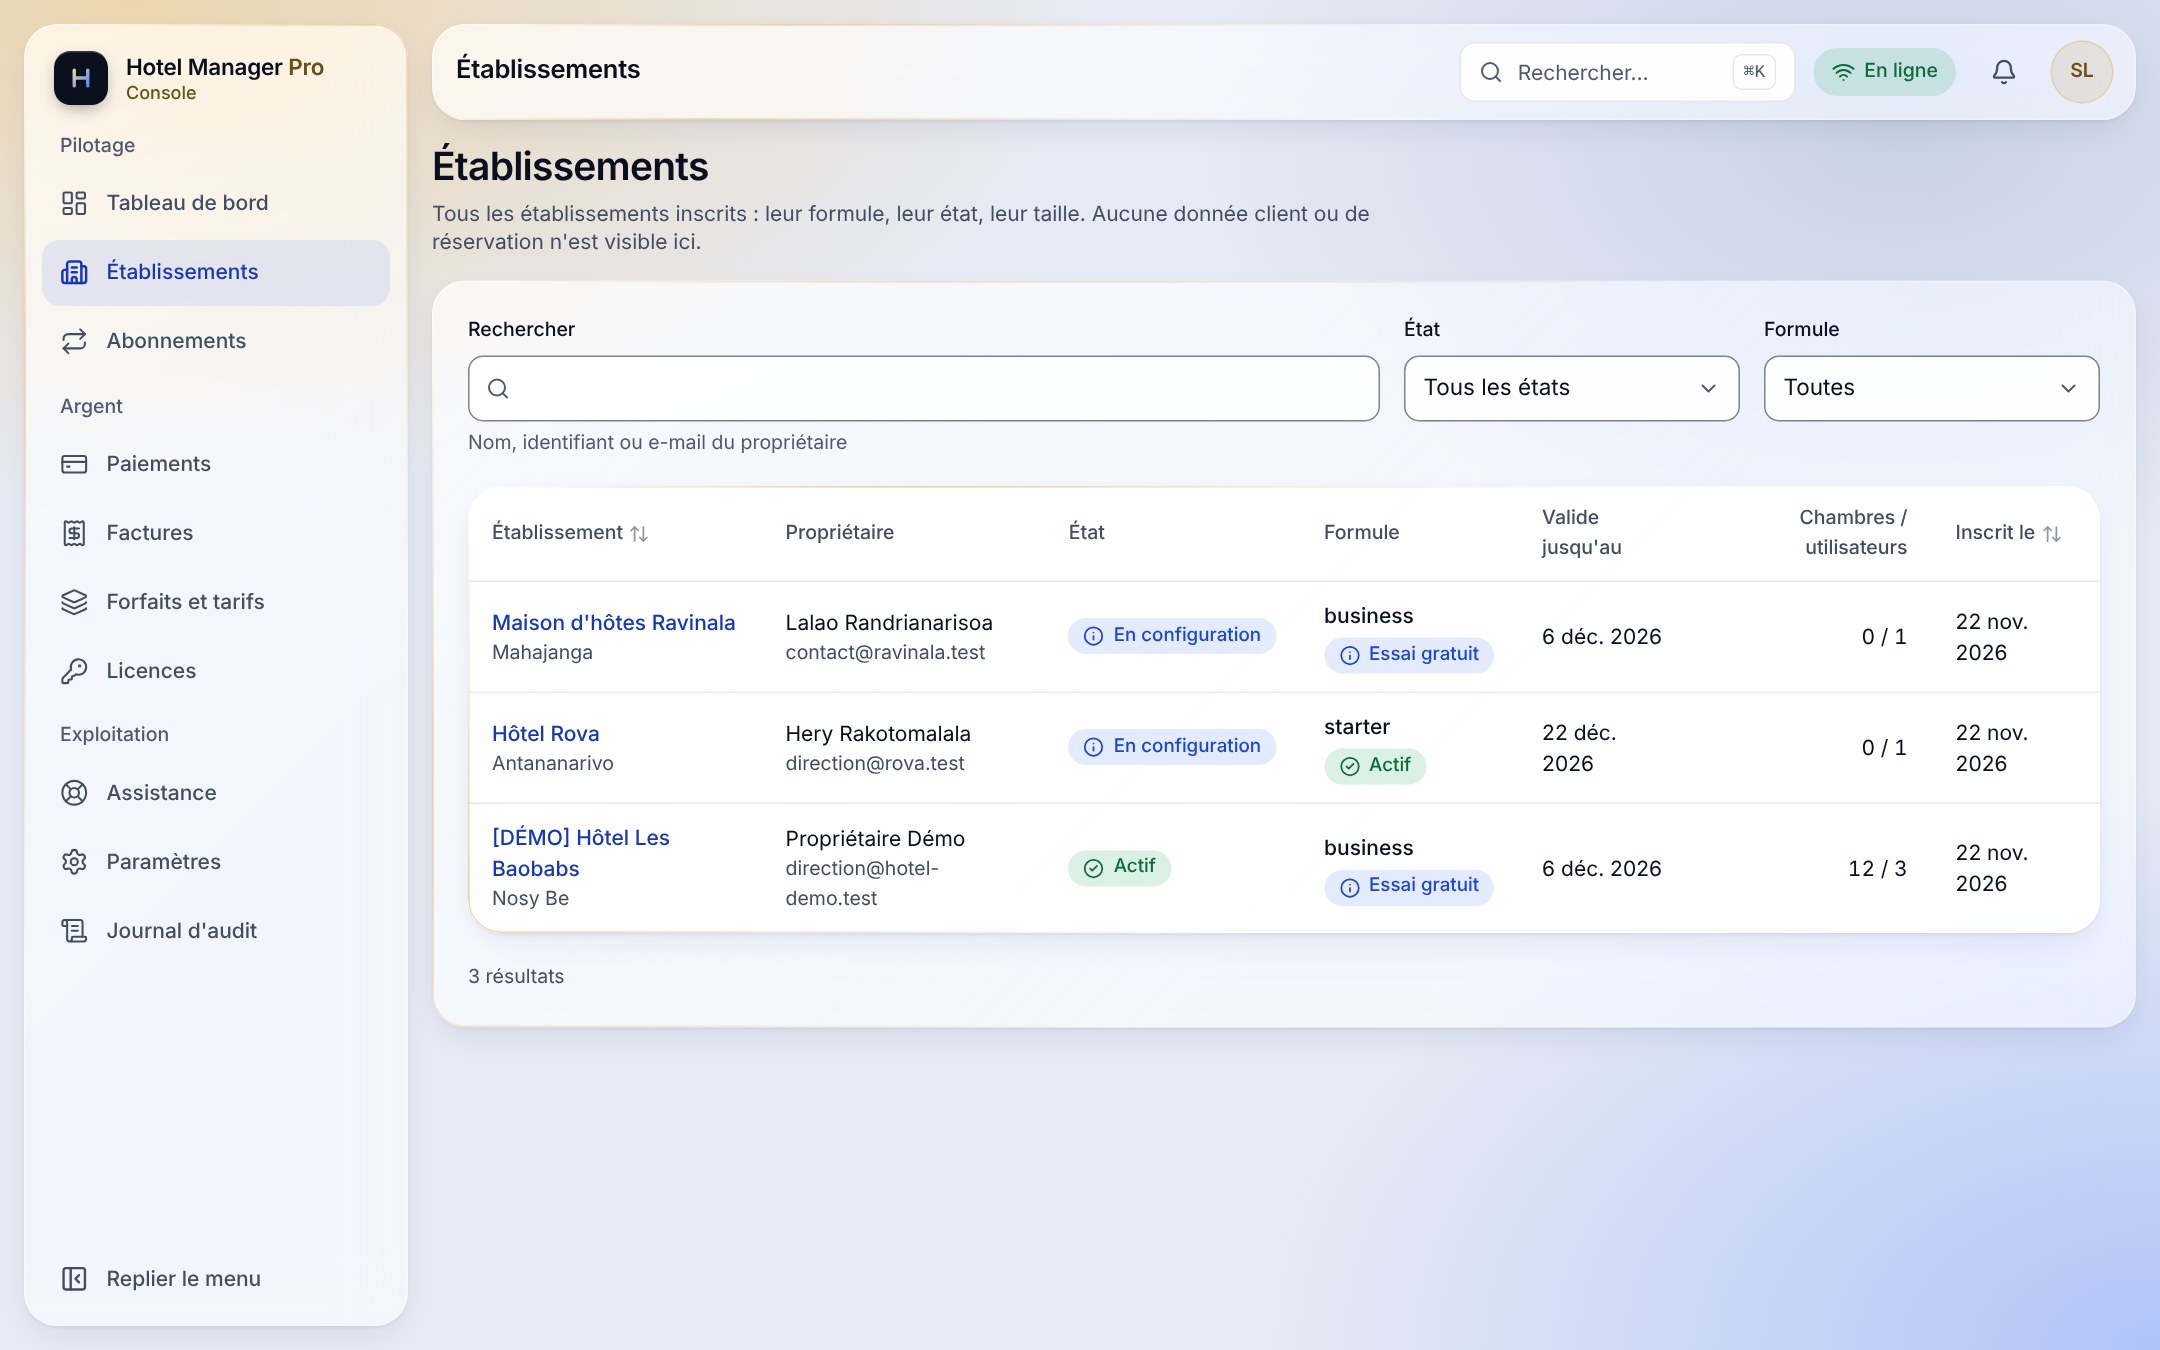 Hotel Manager Pro
Console
Pilotage
Tableau de bord
Établissements
Abonnements
Argent
Paiements
Factures
Forfaits et tarifs
Licences
Exploitation
Assistance
Paramètres
Journal d'audit
Replier le menu
Établissements
Rechercher...
⌘K
En ligne
SL
Établissements
Tous les établissements inscrits : leur formule, leur état, leur taille. Aucune donnée client ou de
réservation n'est visible ici.
Rechercher
État
Formule
Tous les états
Toutes
Nom, identifiant ou e-mail du propriétaire
Établissement
Propriétaire
État
Formule
Valide
jusqu'au
Chambres /
utilisateurs
Inscrit le
Maison d'hôtes Ravinala
Mahajanga
Lalao Randrianarisoa
contact@ravinala.test
En configuration
business
Essai gratuit
6 déc. 2026
0 / 1
22 nov.
2026
Hôtel Rova
Antananarivo
Hery Rakotomalala
direction@rova.test
En configuration
starter
Actif
22 déc.
2026
0 / 1
22 nov.
2026
[DÉMO] Hôtel Les
Baobabs
Nosy Be
Propriétaire Démo
direction@hotel-
demo.test
Actif
business
Essai gratuit
6 déc. 2026
12 / 3
22 nov.
2026
3 résultats